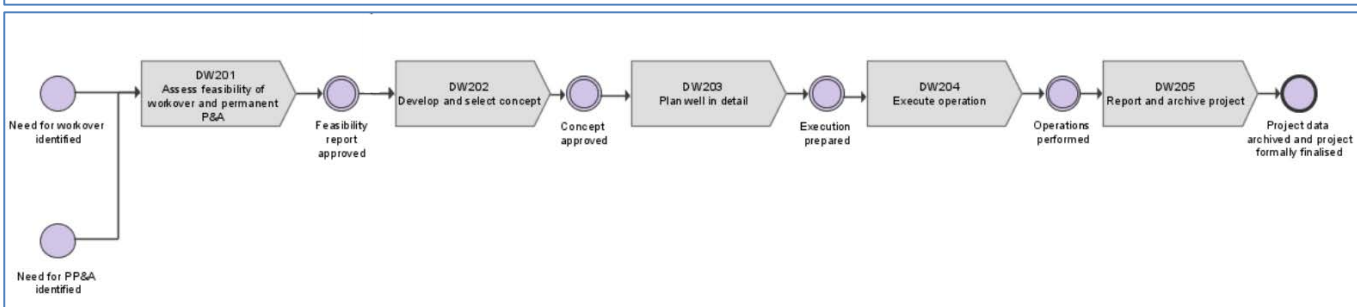 DW201
Assess feasibility of
workover and permanent
P&A
DW202
Develop and select concept
DW203
Plan well in detail
DW204
Execute operation
DW205
Report and archive project
Need for workover
identified
Feasibility
report
approved
Concept
approved
Execution
prepared
Operations
performed
Project data
archived and project
formally finalised
Need for PP&A
identified